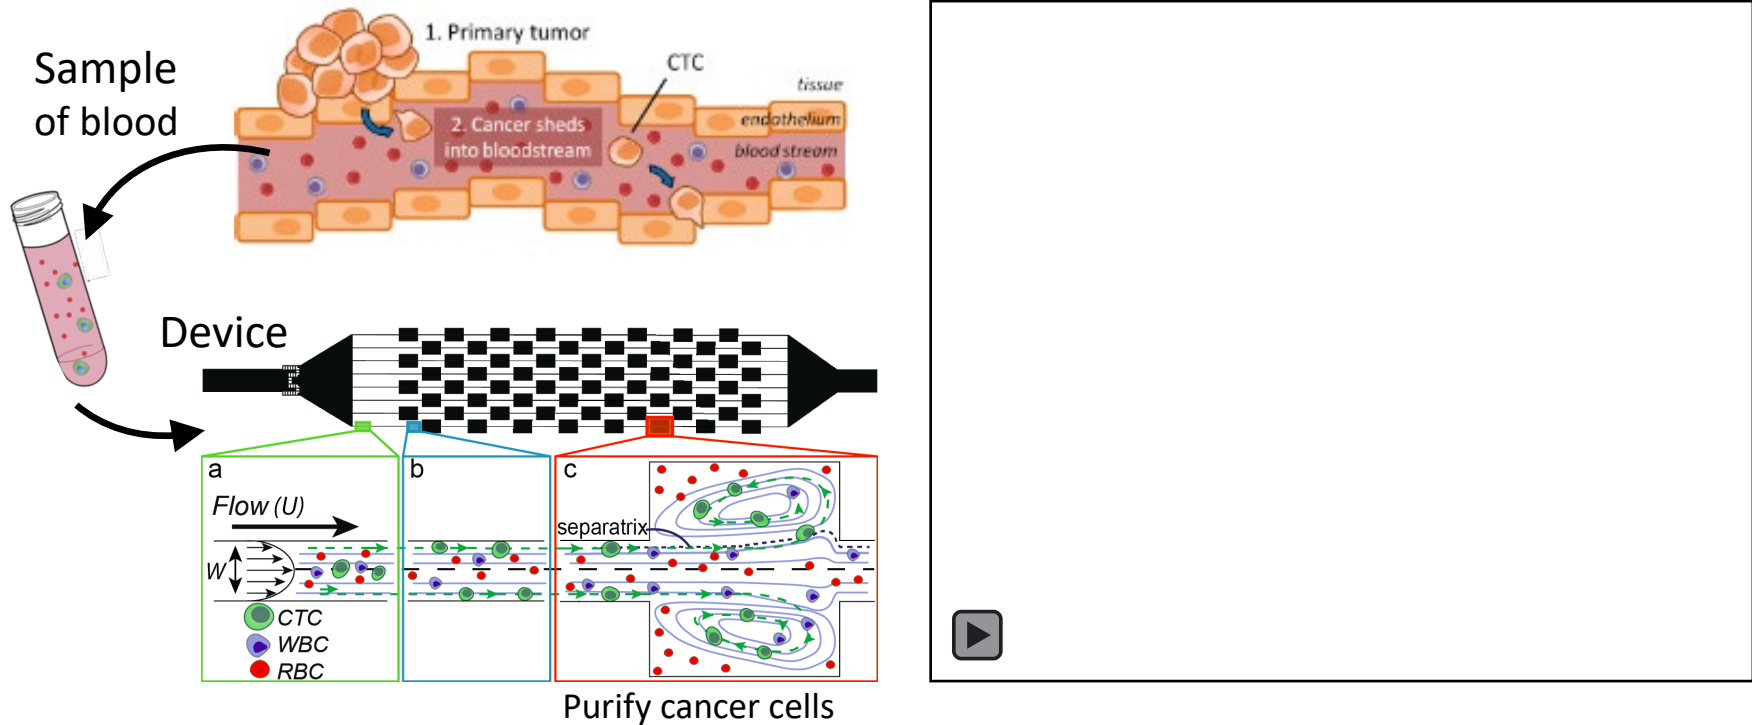 Sample
of blood
1. Primary tumor
CTC
tissue
2. Cancer sheds
into bloodstream
endothelium
blood stream
Device
a
b
c
Flow (U)
separatrix
W
CTC
WBC
RBC
Purify cancer cells